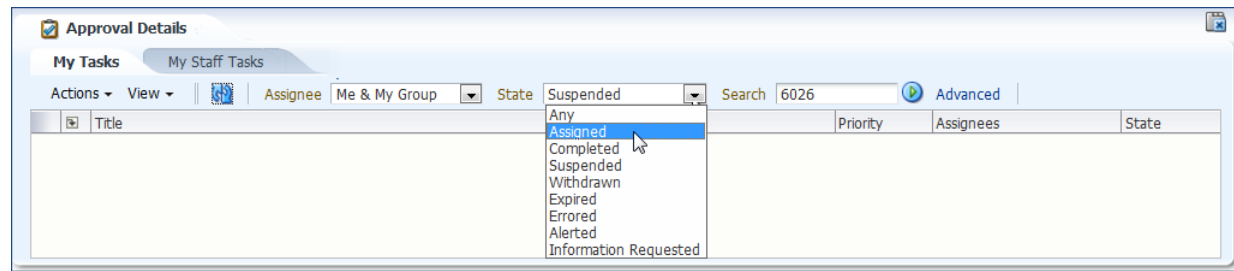 Approval Details
My Tasks My Staff Tasks
Actions View Assignee Me & My Group State Suspended Search 6026 Advanced
Title Priority Assignees State
Any
Assigned
Completed
Suspended
Withdrawn
Expired
Errored
Alerted
Information Requested